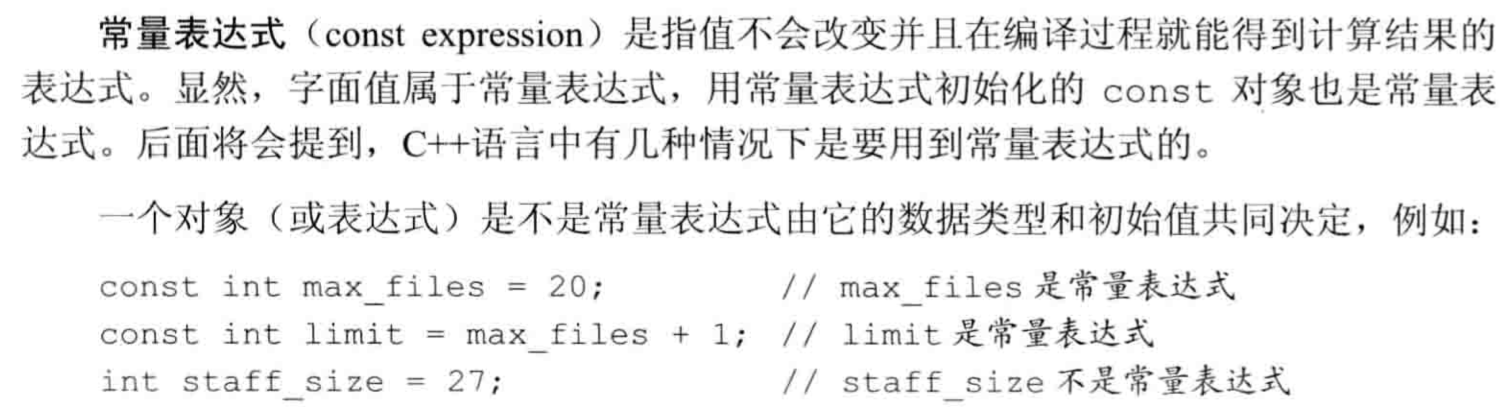 常量表达式（const expression）是指值不会改变并且在编译过程就能得到计算结果的
表达式。显然，字面值属于常量表达式，用常量表达式初始化的 const 对象也是常量表
达式。后面将会提到，C++语言中有几种情况下是要用到常量表达式的。
一个对象（或表达式）是不是常量表达式由它的数据类型和初始值共同决定，例如：
const int max_files = 20; // max_files 是常量表达式
const int limit = max_files + 1; // limit 是常量表达式
int staff_size = 27; // staff_size 不是常量表达式